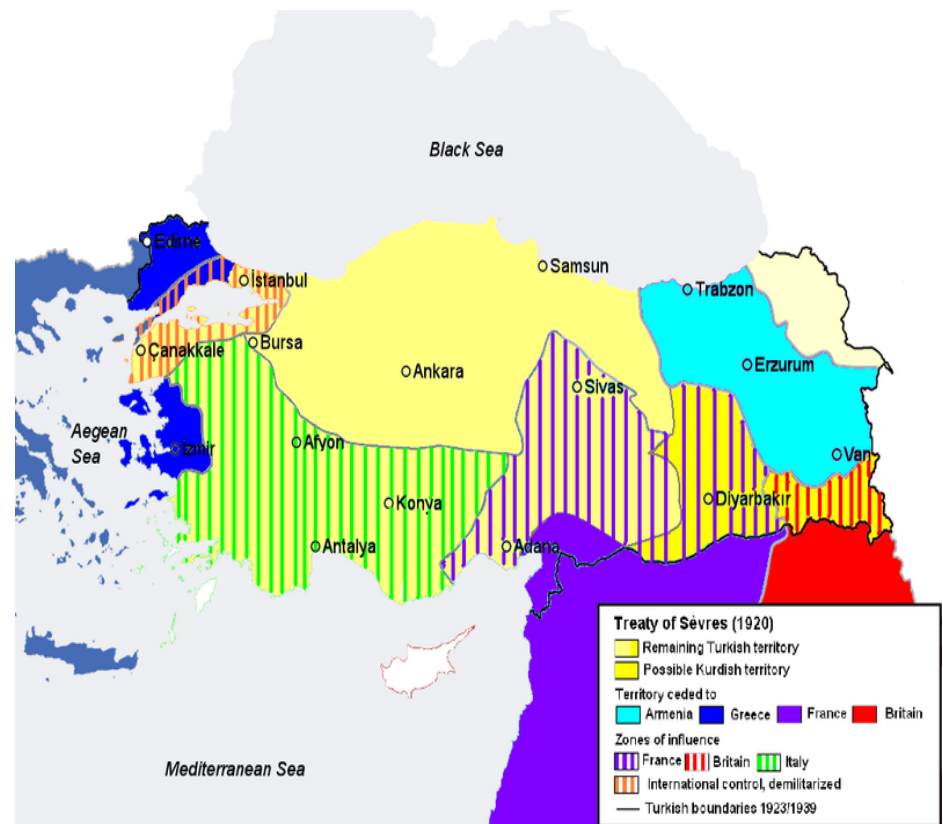 Black Sea
Edirne
İstanbul
Samsun
Trabzon
Çanakkale
Bursa
Ankara
Erzurum
Sivas
Aegean
Sea
İzmir
Afyon
Van
Konya
Diyarbakır
Antalya
Adana
Mediterranean Sea
Treaty of Sèvres (1920)
Remaining Turkish territory
Possible Kurdish territory
Territory ceded to
Armenia Greece France Britain
Zones of influence
France Britain Italy
International control, demilitarized
Turkish boundaries 1923/1939